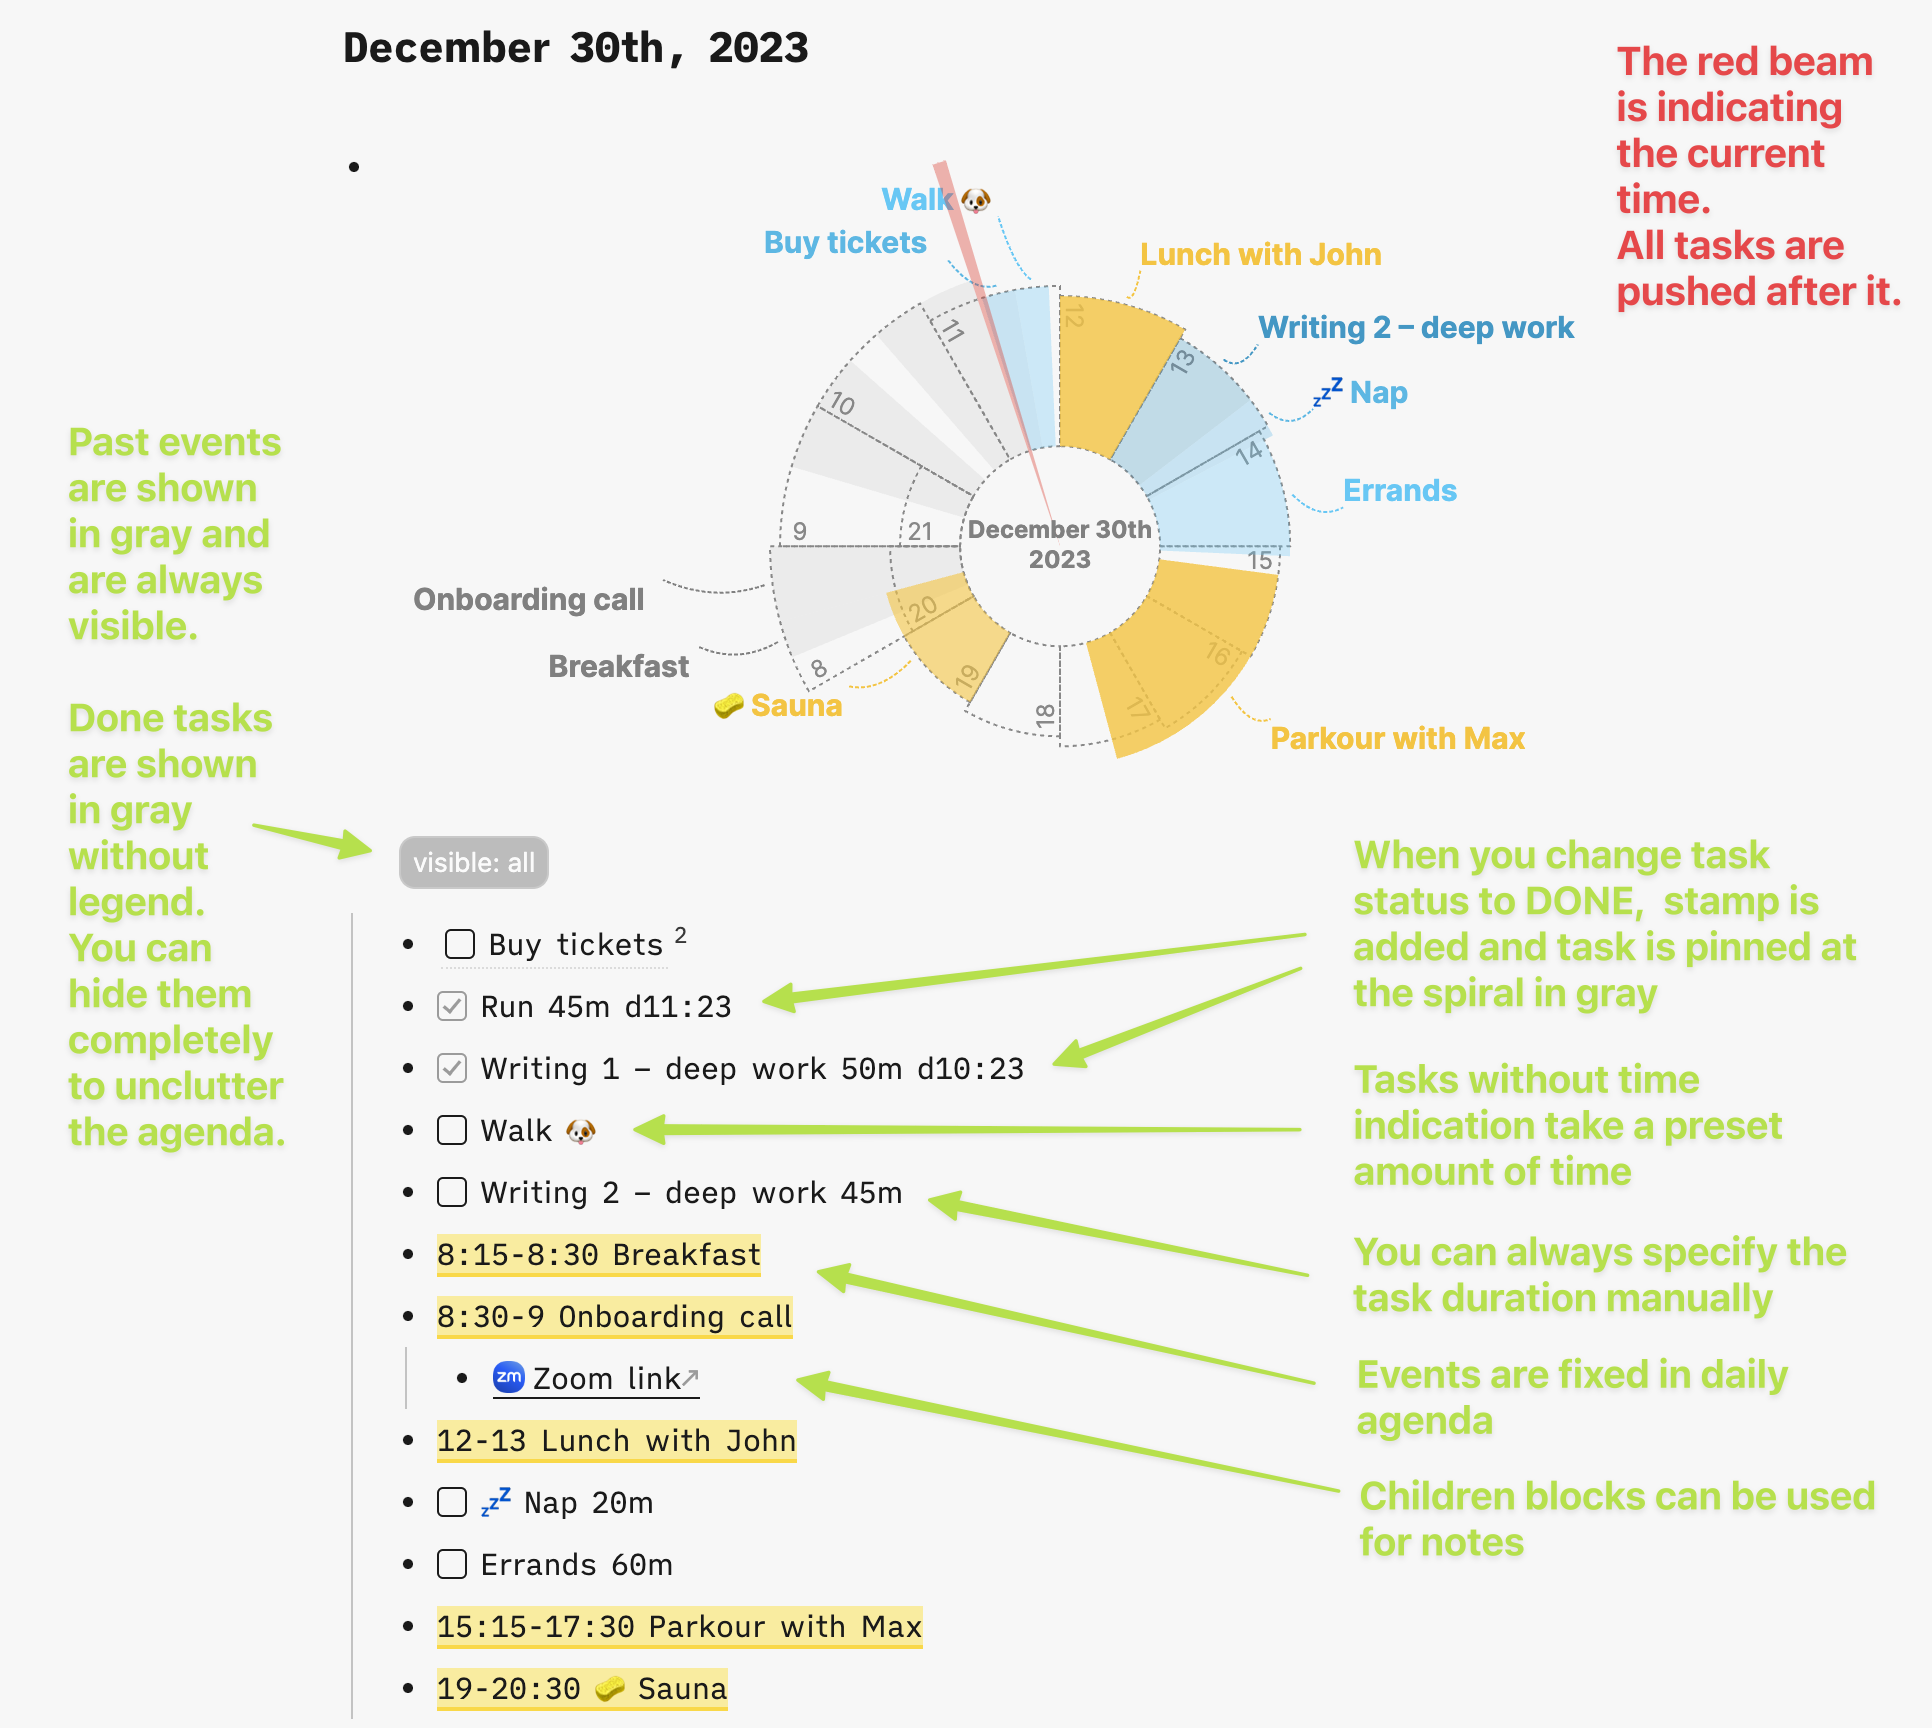 December 30th, 2023
The red beam
is indicating
the current
time.
All tasks are
pushed after it.
Walk 🐶
Buy tickets
Lunch with John
Writing 2 – deep work
💤 Nap
Errands
Parkour with Max
🧽 Sauna
Breakfast
Onboarding call
8
9
10
11
12
13
14
15
16
17
18
19
20
21
December 30th
2023
Past events
are shown
in gray and
are always
visible.
Done tasks
are shown
in gray
without
legend.
You can
hide them
completely
to unclutter
the agenda.
visible: all
Buy tickets 2
Run 45m d11:23
Writing 1 – deep work 50m d10:23
Walk 🐶
Writing 2 – deep work 45m
8:15-8:30 Breakfast
8:30-9 Onboarding call
zm Zoom link↗
12-13 Lunch with John
💤 Nap 20m
Errands 60m
15:15-17:30 Parkour with Max
19-20:30 🧽 Sauna
When you change task
status to DONE,  stamp is
added and task is pinned at
the spiral in gray
Tasks without time
indication take a preset
amount of time
You can always specify the
task duration manually
Events are fixed in daily
agenda
Children blocks can be used
for notes